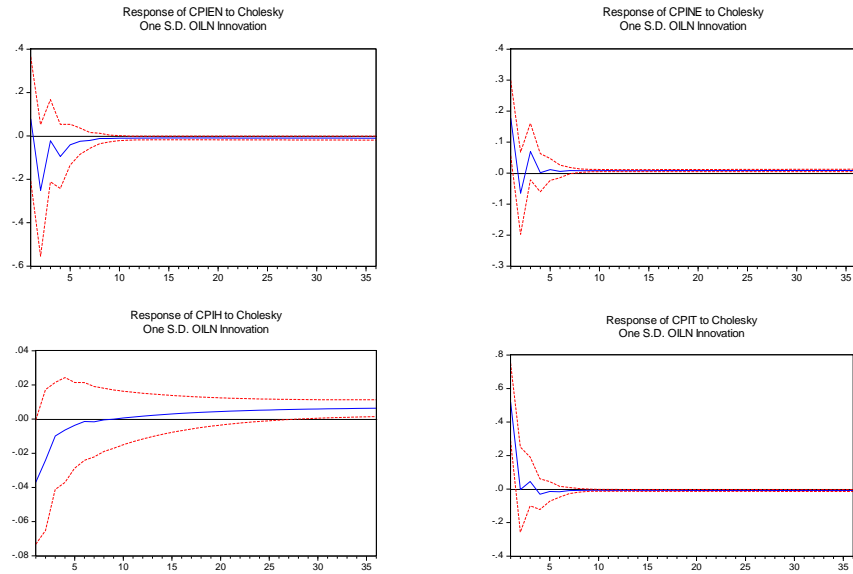 Response of CPIEN to Cholesky
One S.D. OILN Innovation
.4
.2
.0
-.2
-.4
-.6
5 10 15 20 25 30 35
Response of CPINE to Cholesky
One S.D. OILN Innovation
.4
.3
.2
.1
.0
-.1
-.2
-.3
5 10 15 20 25 30 35
Response of CPIH to Cholesky
One S.D. OILN Innovation
.04
.02
.00
-.02
-.04
-.06
-.08
5 10 15 20 25 30 35
Response of CPIT to Cholesky
One S.D. OILN Innovation
.8
.6
.4
.2
.0
-.2
-.4
5 10 15 20 25 30 35